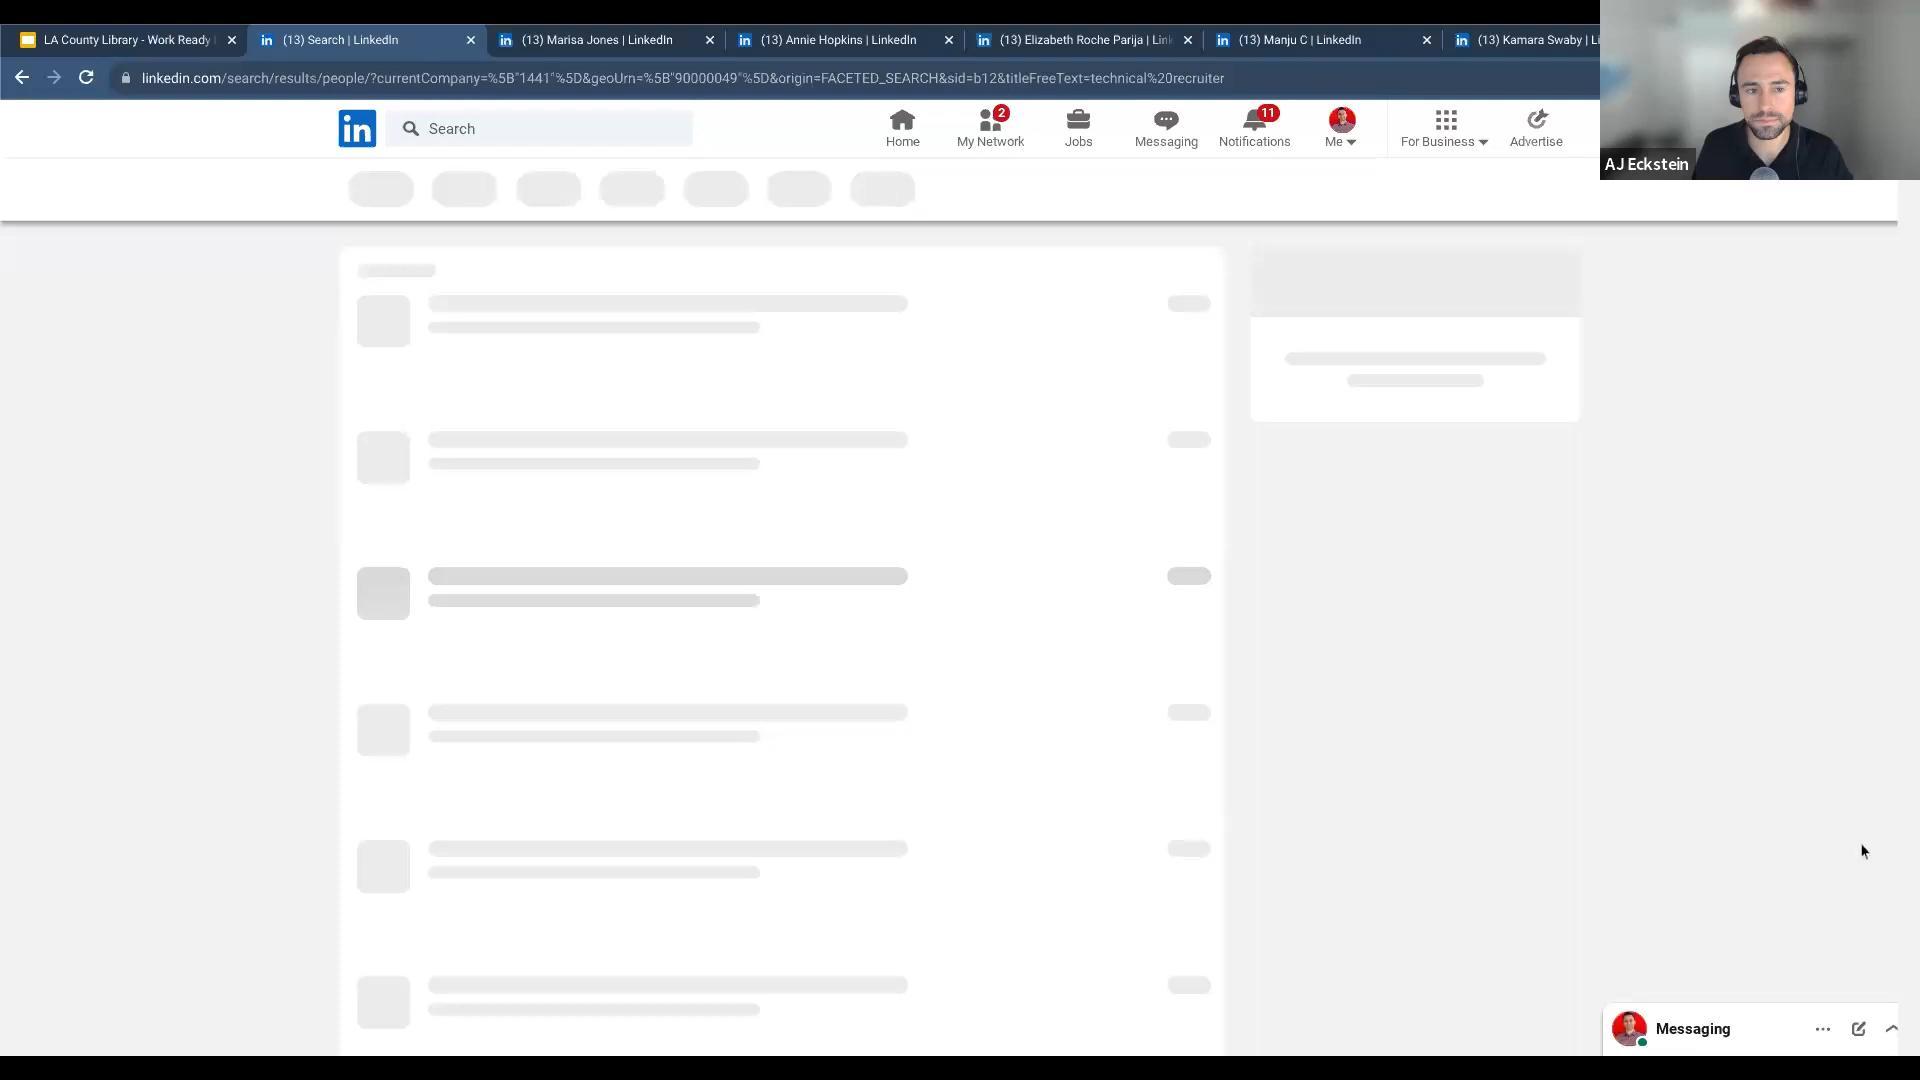 LA County Library - Work Ready
(13) Search | LinkedIn
(13) Marisa Jones | LinkedIn
(13) Annie Hopkins | LinkedIn
(13) Elizabeth Roche Parija | Lin
(13) Manju C | LinkedIn
(13) Kamara Swaby | Li
linkedin.com/search/results/people/?currentCompany=%5B"1441"%5D&geoUrn=%5B"90000049"%5D&origin=FACETED_SEARCH&sid=b12&titleFreeText=technical%20recruiter
in
Search
Home
2
My Network
Jobs
Messaging
11
Notifications
Me
For Business
Advertise
AJ Eckstein
Messaging